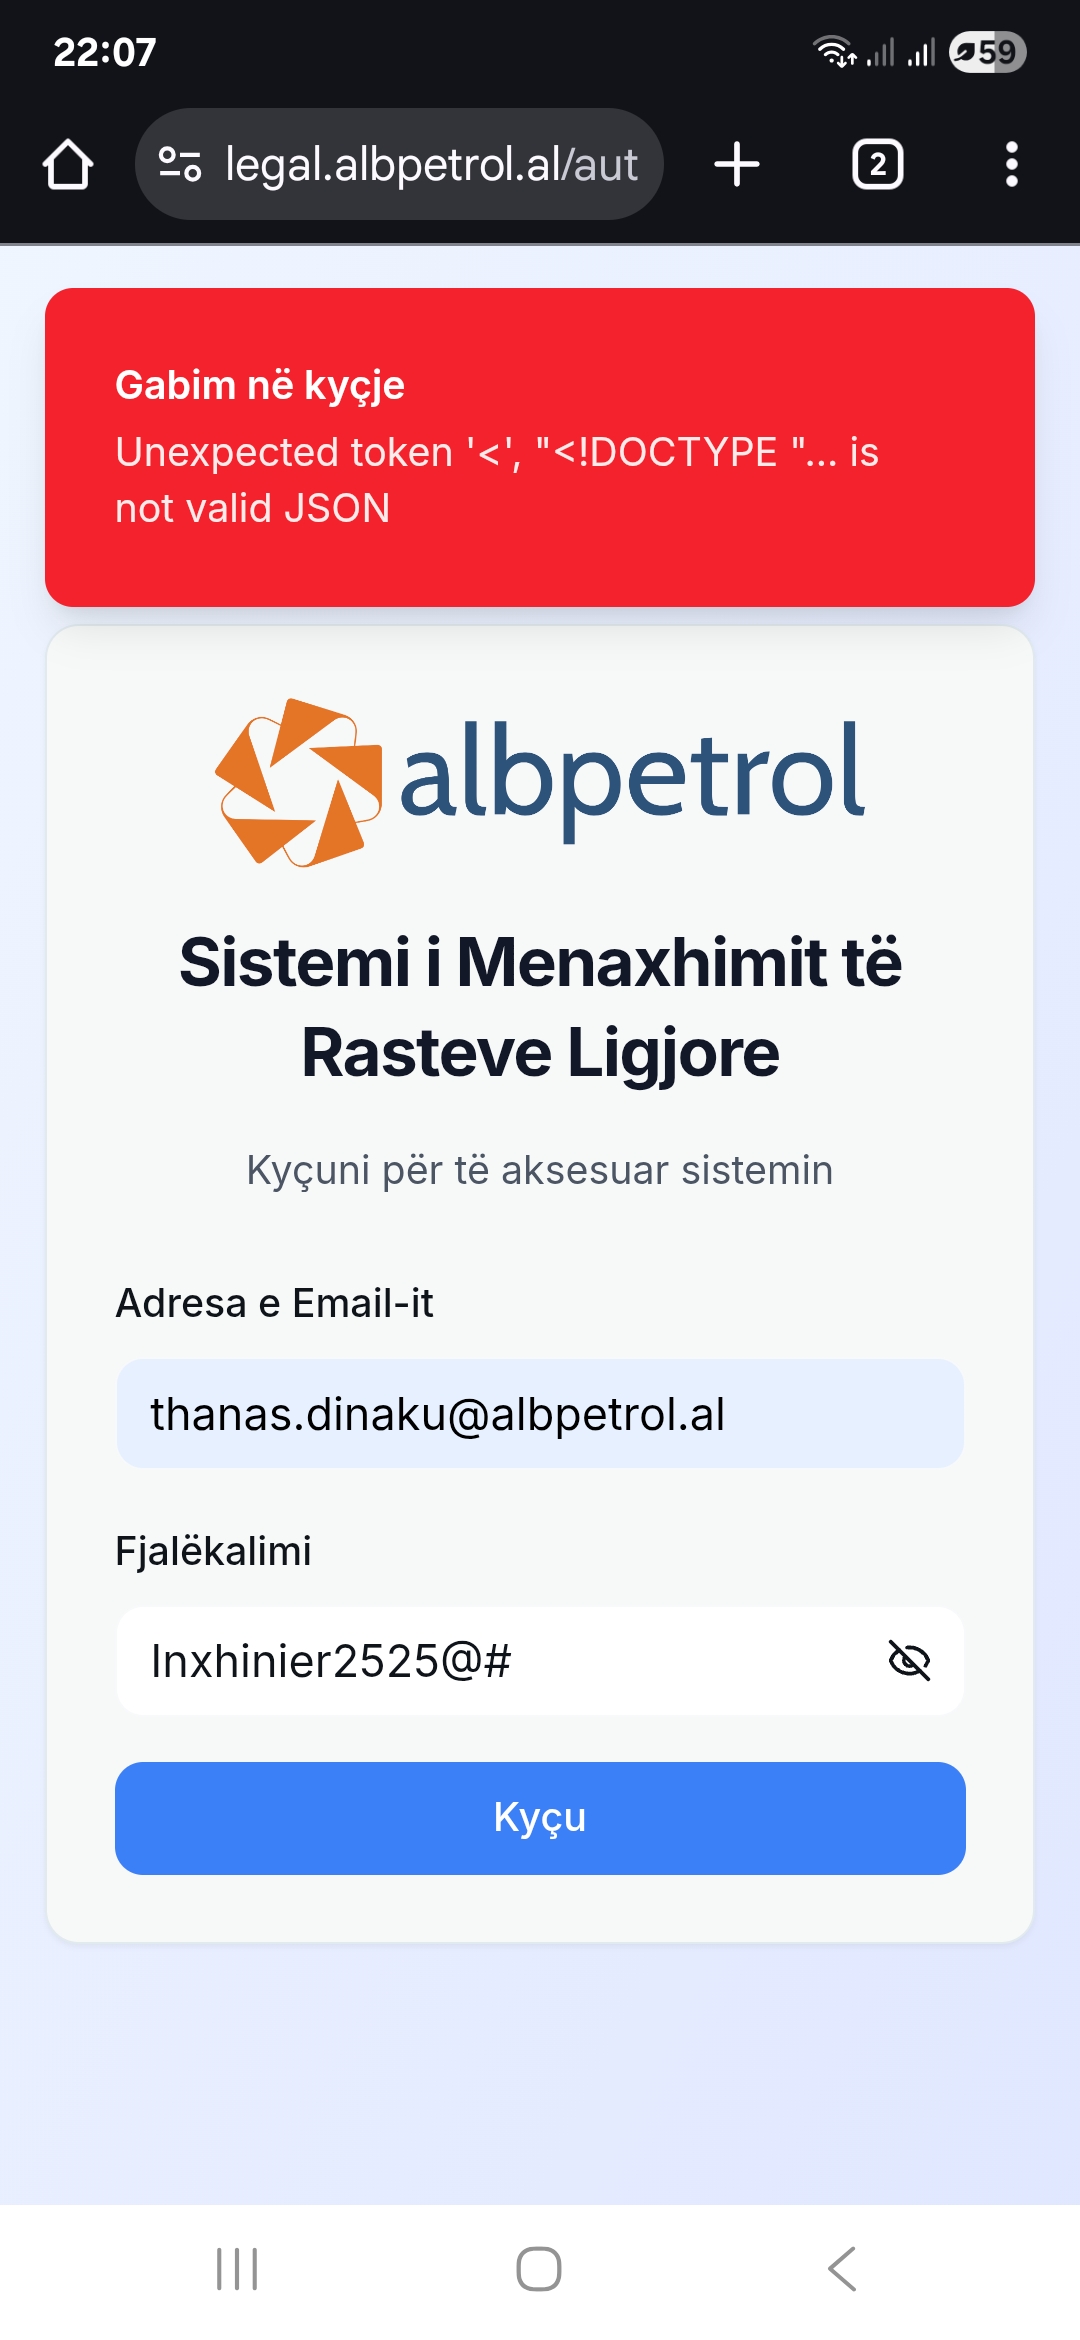 22:07
59
legal.albpetrol.al/aut
2
Gabim në kyçje
Unexpected token '<', "<!DOCTYPE "... is
not valid JSON
albpetrol
Sistemi i Menaxhimit të
Rasteve Ligjore
Kyçuni për të aksesuar sistemin
Adresa e Email-it
thanas.dinaku@albpetrol.al
Fjalëkalimi
Inxhinier2525@#
Kyçu